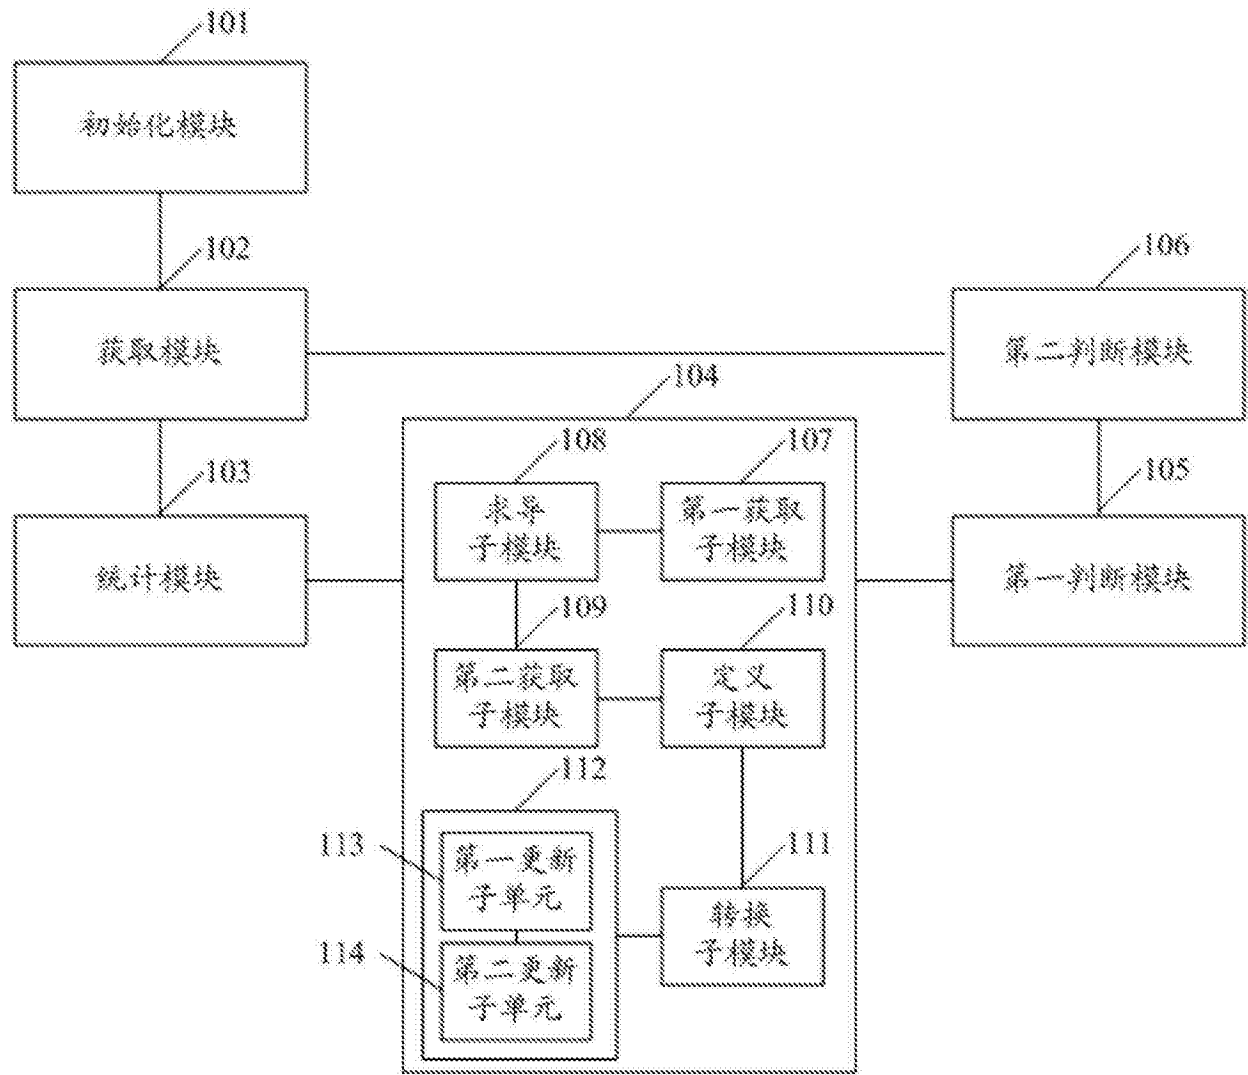 101
初始化模块
102
获取模块
106
第二判断模块
104
103
统计模块
105
第一判断模块
108
求导
子模块
107
第一获取
子模块
109
第二获取
子模块
110
定义
子模块
112
113
第一更新
子单元
114
第二更新
子单元
111
转换
子模块